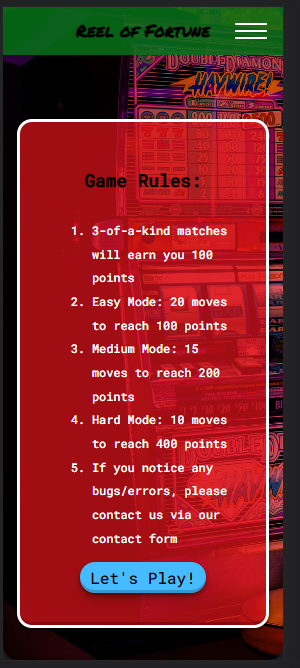 Reel of Fortune
DOUBLE DIAMOND
HAYWIRE!
Game Rules:
1. 3-of-a-kind matches
will earn you 100
points
2. Easy Mode: 20 moves
to reach 100 points
3. Medium Mode: 15
moves to reach 200
points
4. Hard Mode: 10 moves
to reach 400 points
5. If you notice any
bugs/errors, please
contact us via our
contact form
Let's Play!